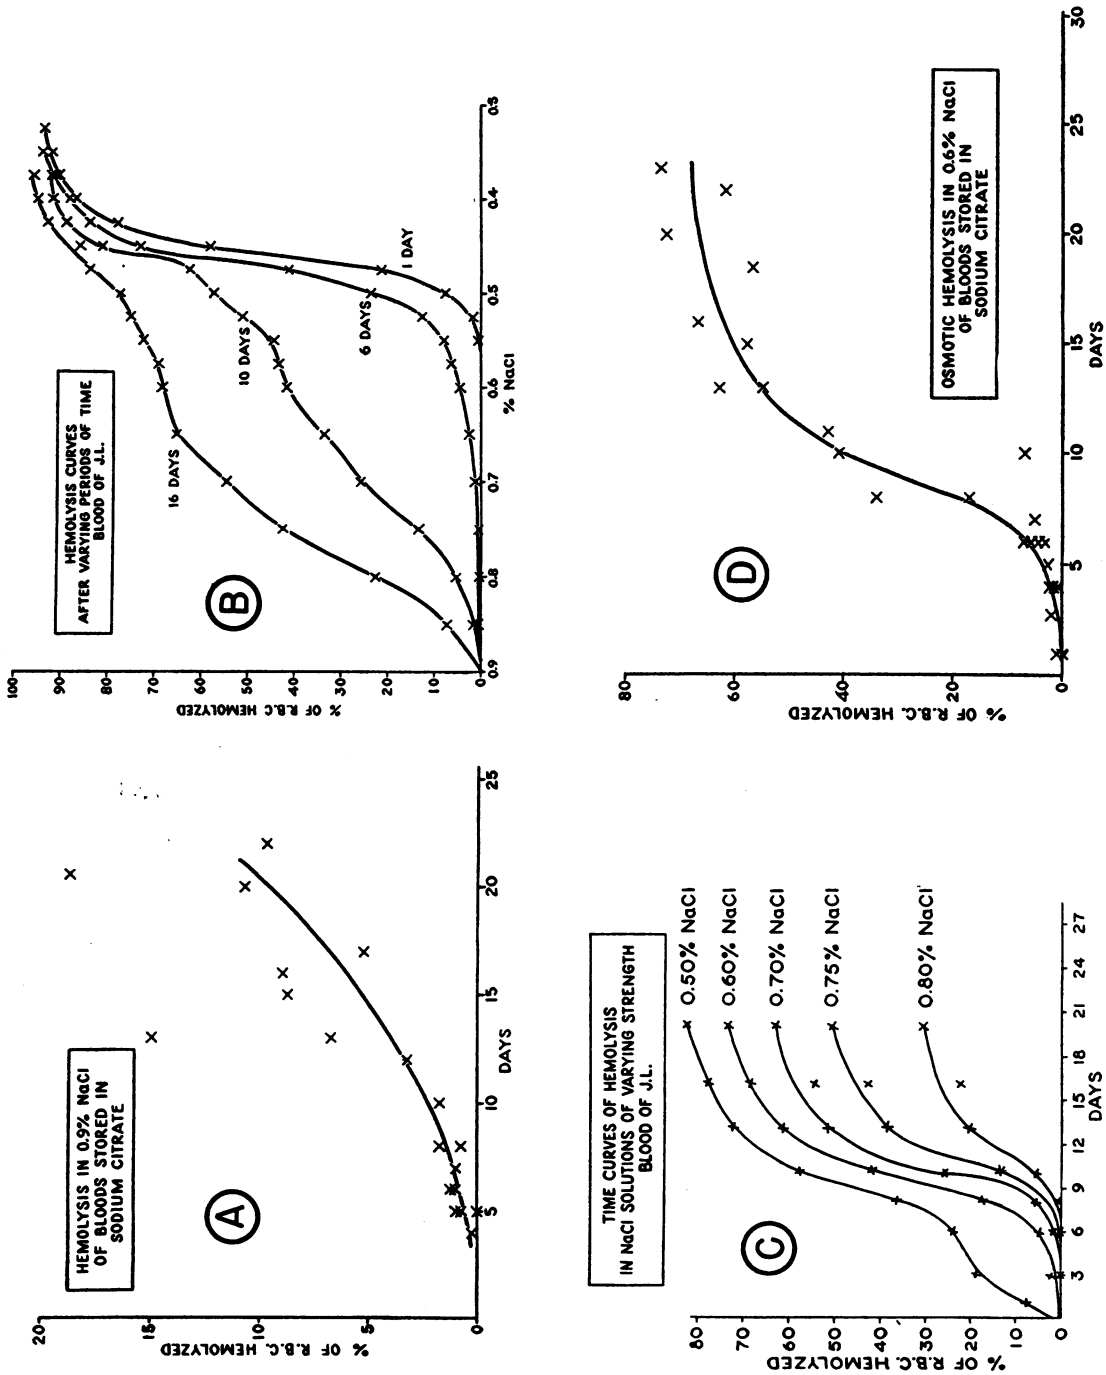 HEMOLYSIS IN 0.9% NaCl
OF BLOODS STORED IN
SODIUM CITRATE
A
% OF R.B.C. HEMOLYZED
20
15
10
5
0
5
10
15
20
25
DAYS
HEMOLYSIS CURVES
AFTER VARYING PERIODS OF TIME
BLOOD OF J.L.
B
% OF R.B.C HEMOLYZED
100
90
80
70
60
50
40
30
20
10
0
16 DAYS
10 DAYS
6 DAYS
1 DAY
0.9
0.8
0.7
0.6
0.5
0.4
0.3
% NaCl
TIME CURVES OF HEMOLYSIS
IN NaCl SOLUTIONS OF VARYING STRENGTH
BLOOD OF J.L.
C
% OF R.B.C. HEMOLYZED
80
70
60
50
40
30
20
10
0
0.50% NaCl
0.60% NaCl
0.70% NaCl
0.75% NaCl
0.80% NaCl
3
6
9
12
15
18
21
24
27
DAYS
OSMOTIC HEMOLYSIS IN 0.6% NaCl
OF BLOODS STORED IN
SODIUM CITRATE
D
% OF R.B.C. HEMOLYZED
80
60
40
20
0
5
10
15
20
25
30
DAYS